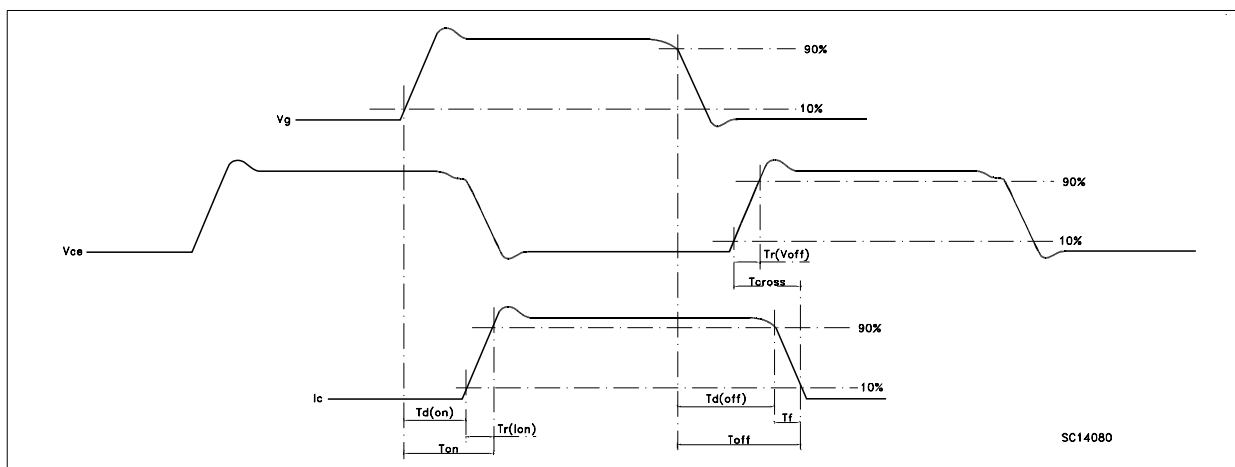 90%
10%
Vg
90%
Vce
10%
Tr(Voff)
Tcross
90%
10%
Ic
Td(on)
Td(off)
Tf
Tr(Ion)
Ton
Toff
SC14080